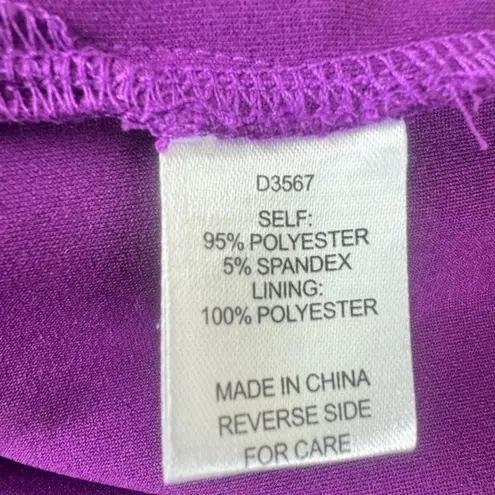 D3567
SELF:
95% POLYESTER
5% SPANDEX
LINING:
100% POLYESTER
MADE IN CHINA
REVERSE SIDE
FOR CARE